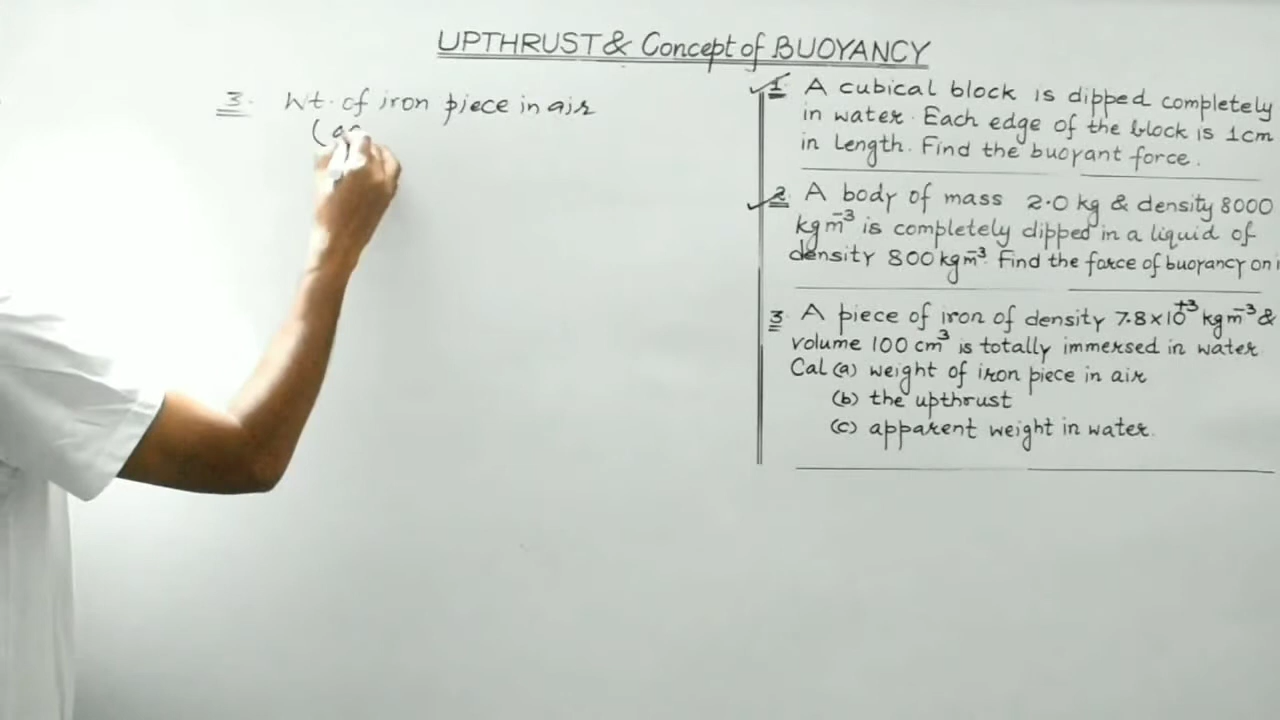 UPTHRUST & Concept of BUOYANCY
3. Wt. of iron piece in air
1. A cubical block is dipped completely
in water. Each edge of the block is 1cm
in length. Find the buoyant force.
2. A body of mass 2.0 kg & density 8000
kgm⁻³ is completely dipped in a liquid of
density 800 kgm⁻³. Find the force of buoyancy on
3. A piece of iron of density 7.8×10⁺³ kgm⁻³ &
volume 100 cm³ is totally immersed in water
Cal (a) weight of iron piece in air
(b) the upthrust
(c) apparent weight in water.